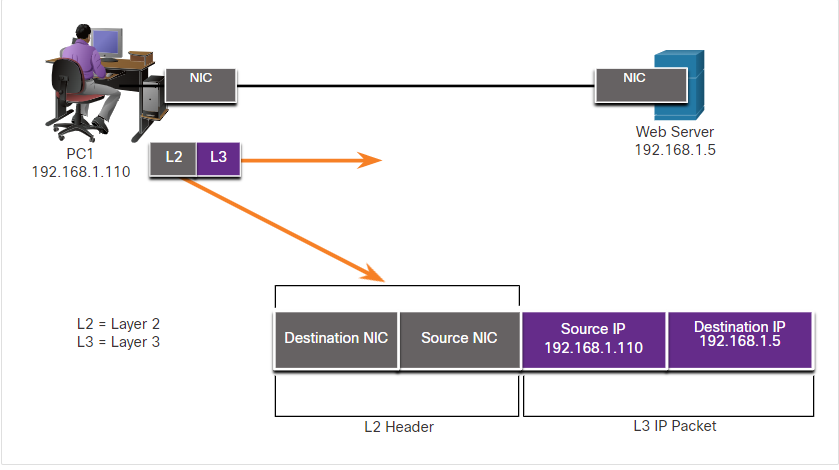 NIC
NIC
Web Server
192.168.1.5
PC1
192.168.1.110
L2
L3
L2 = Layer 2
L3 = Layer 3
Destination NIC
Source NIC
Source IP
192.168.1.110
Destination IP
192.168.1.5
L2 Header
L3 IP Packet